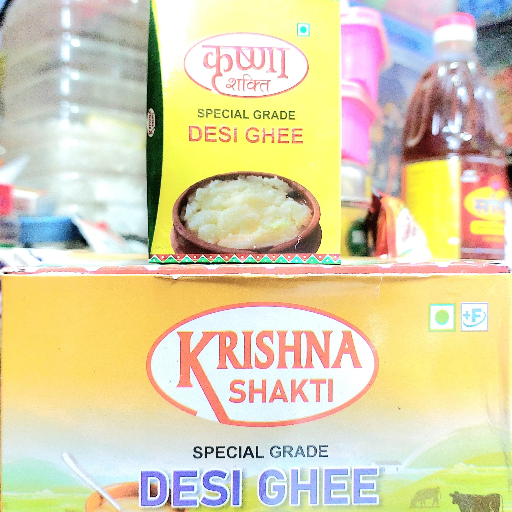 कृष्णा
शक्ति
SPECIAL GRADE
DESI GHEE
KRISHNA
SHAKTI
+F
SPECIAL GRADE
DESI GHEE